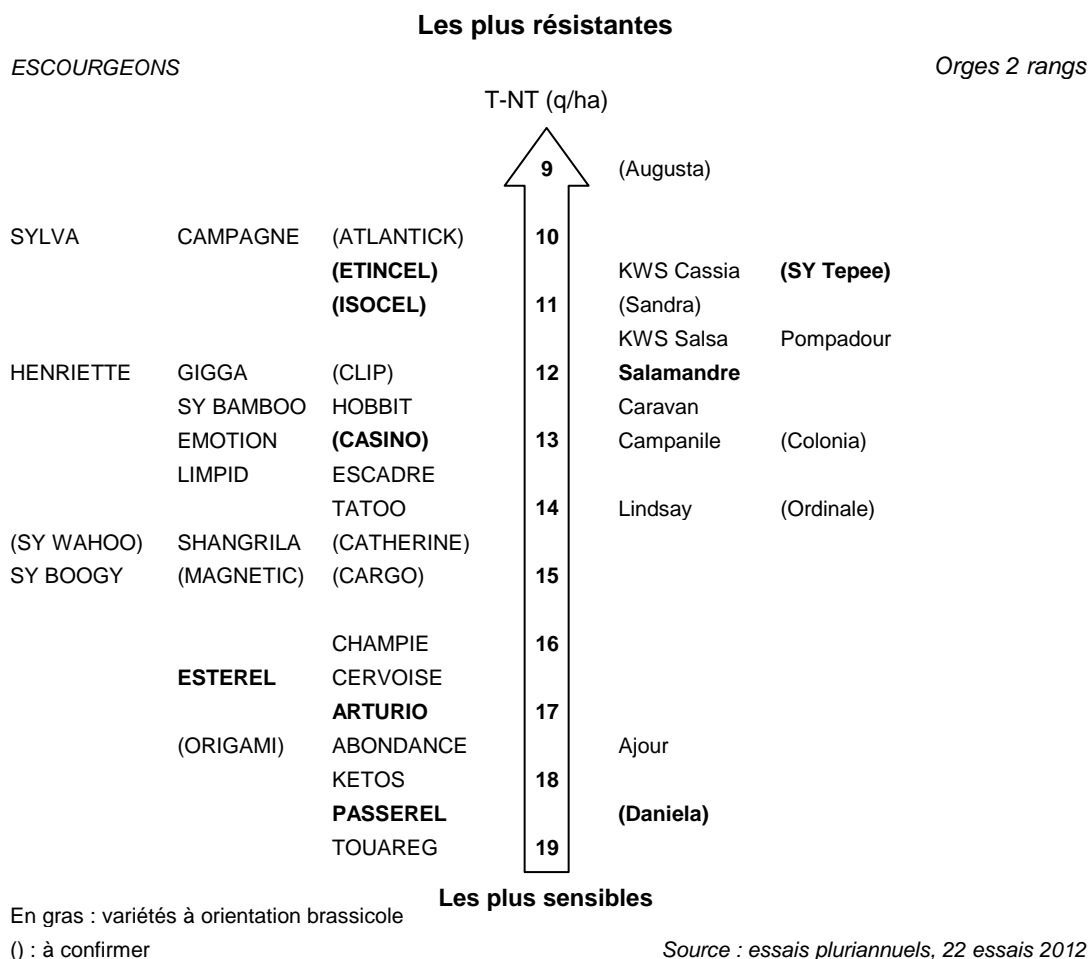 Les plus résistantes
ESCOURGEONS Orges 2 rangs
T-NT (q/ha)
9 (Augusta)
SYLVA CAMPAGNE (ATLANTICK) 10
(ETINCEL) KWS Cassia (SY Tepee)
(ISOCEL) 11 (Sandra)
KWS Salsa Pompadour
HENRIETTE GIGGA (CLIP) 12 Salamandre
SY BAMBOO HOBBIT Caravan
EMOTION (CASINO) 13 Campanile (Colonia)
LIMPID ESCADRE
TATOO 14 Lindsay (Ordinale)
(SY WAHOO) SHANGRILA (CATHERINE)
SY BOOGY (MAGNETIC) (CARGO) 15
CHAMPIE 16
ESTEREL CERVOISE
ARTURIO 17
(ORIGAMI) ABONDANCE Ajour
KETOS 18
PASSEREL (Daniela)
TOUAREG 19
Les plus sensibles
En gras : variétés à orientation brassicole
() : à confirmer Source : essais pluriannuels, 22 essais 2012